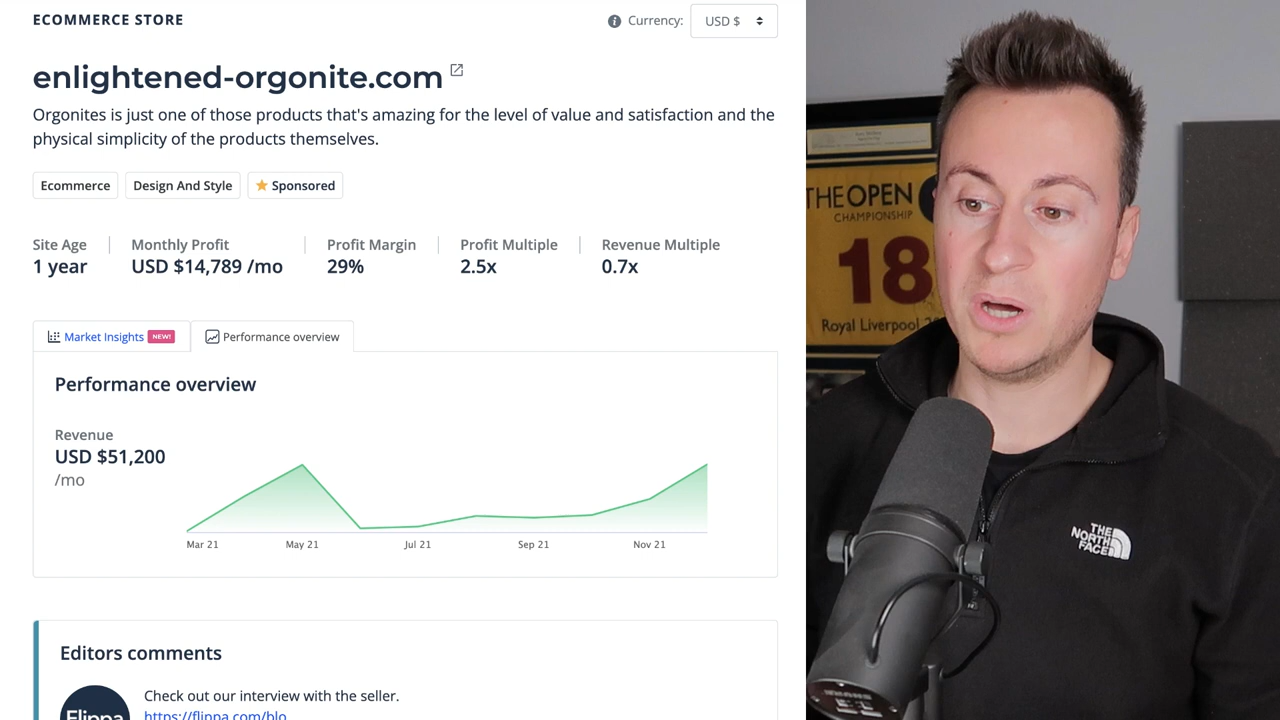 ECOMMERCE STORE
Currency: USD $
enlightened-orgonite.com
Orgonites is just one of those products that's amazing for the level of value and satisfaction and the
physical simplicity of the products themselves.
Ecommerce
Design And Style
Sponsored
Site Age
1 year
Monthly Profit
USD $14,789 /mo
Profit Margin
29%
Profit Multiple
2.5x
Revenue Multiple
0.7x
Market Insights NEW!
Performance overview
Performance overview
Revenue
USD $51,200
/mo
Mar 21 May 21 Jul 21 Sep 21 Nov 21
Editors comments
Flippa
Check out our interview with the seller.
https://flippa.com/blo
THE OPEN
CHAMPIONSHIP
18
Royal Liverpool
THE
NORTH
FACE